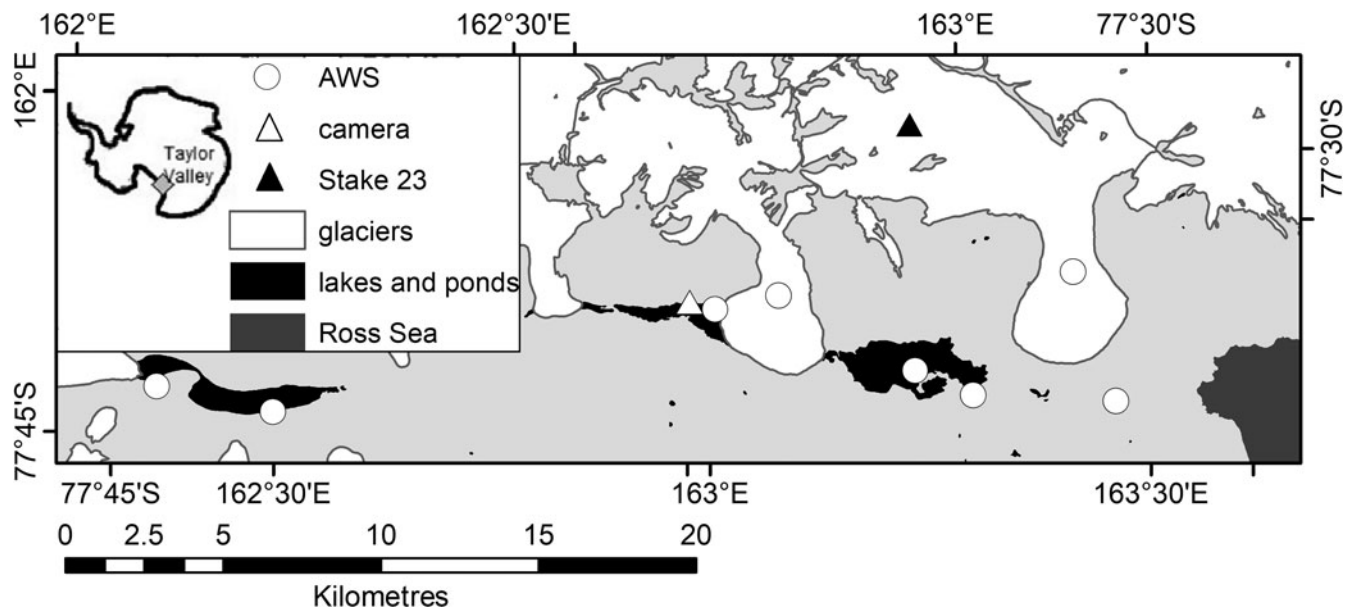 162°E
162°30'E
163°E
77°30'S
162°E
Taylor
Valley
AWS
camera
Stake 23
glaciers
lakes and ponds
Ross Sea
77°30'S
77°45'S
77°45'S
162°30'E
163°E
163°30'E
0
2.5
5
10
15
20
Kilometres